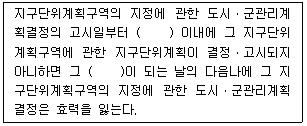 지구단위계획구역의 지정에 관한 도시ㆍ군관리계
획결정의 고시일부터 (    ) 이내에 그 지구단위
계획구역에 관한 지구단위계획이 결정ㆍ고시되지
아니하면 그 (    )이 되는 날의 다음나에 그 지
구단위계획구역의 지정에 관한 도시ㆍ군관리계획
결정은 효력을 잃는다.